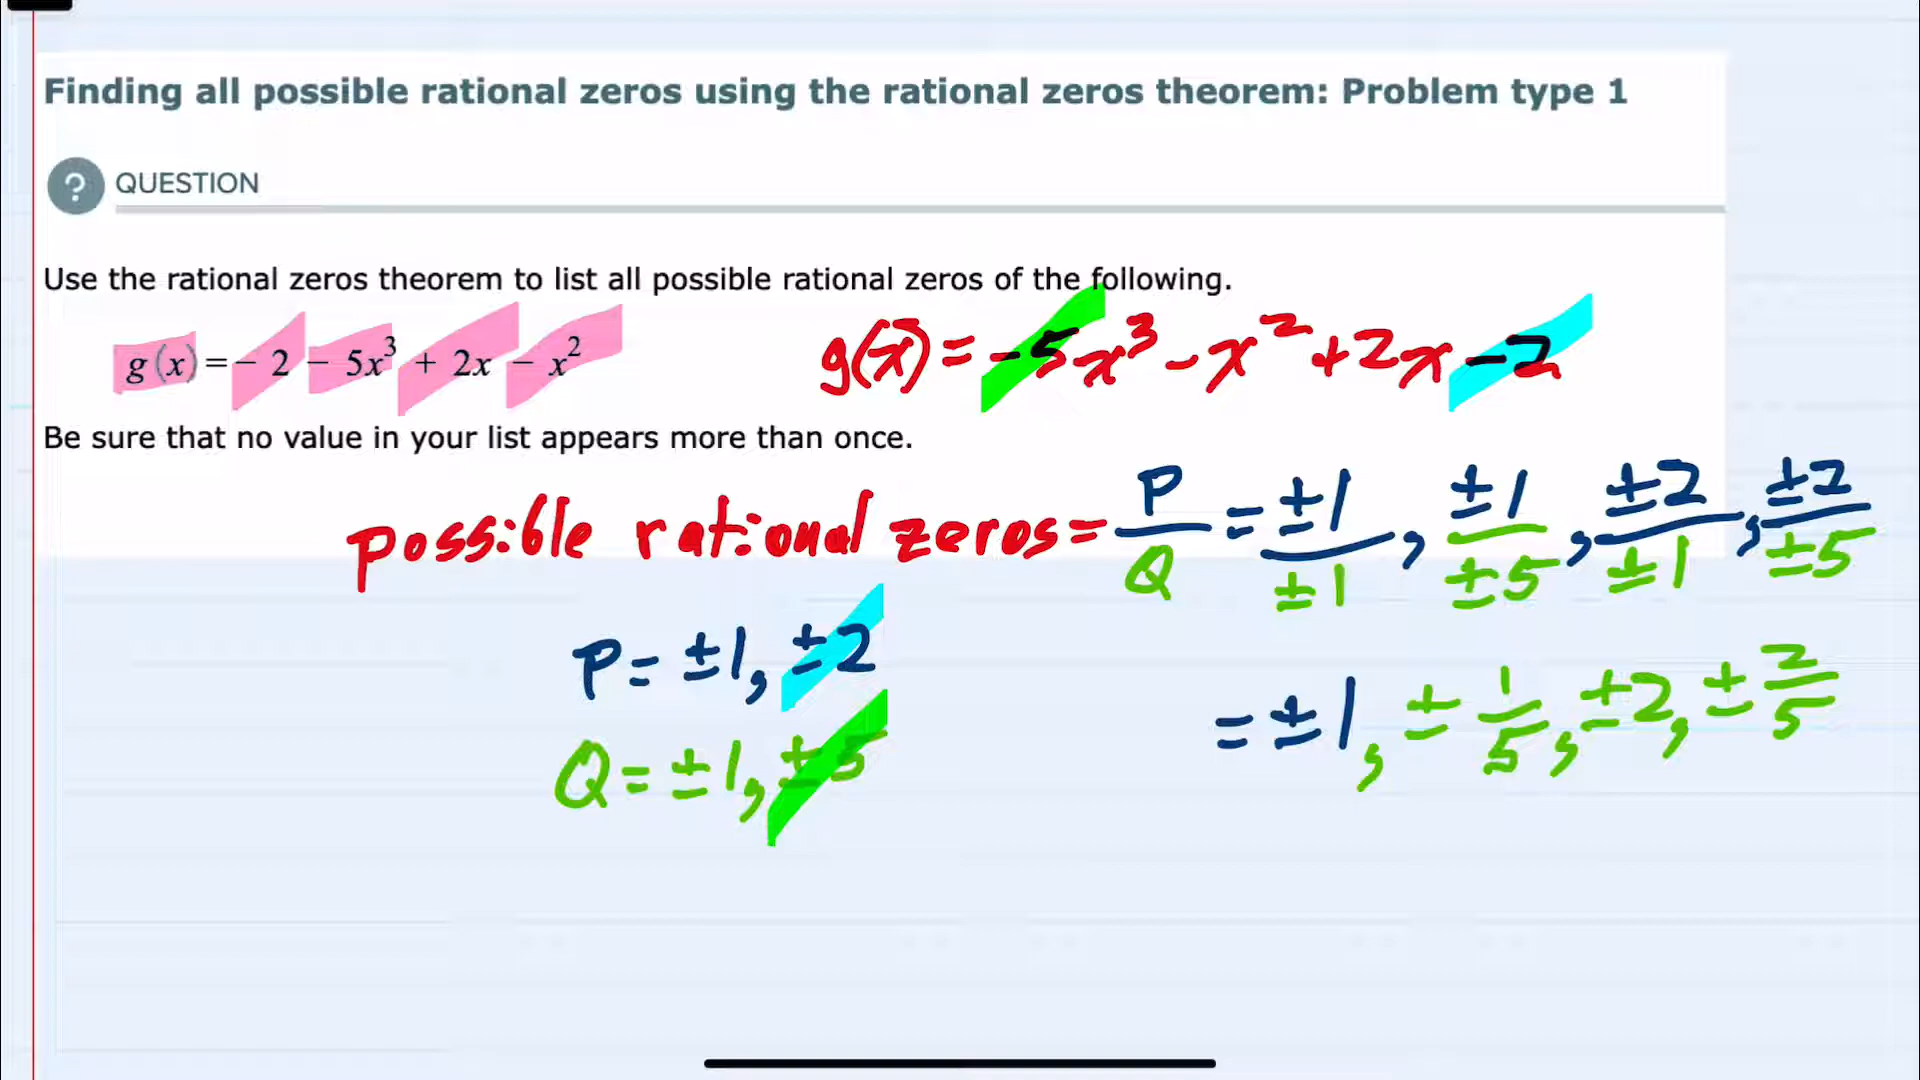 Finding all possible rational zeros using the rational zeros theorem: Problem type 1
? QUESTION
Use the rational zeros theorem to list all possible rational zeros of the following.
g(x)=−2−5x³+2x−x² g(x)=-5x³-x²+2x-2
Be sure that no value in your list appears more than once.
possible rational zeros= P/Q = ±1/±1, ±1/±5, ±2/±1, ±2/±5
P= ±1, ±2
= ±1, ±1/5, ±2, ±2/5
Q= ±1, ±5